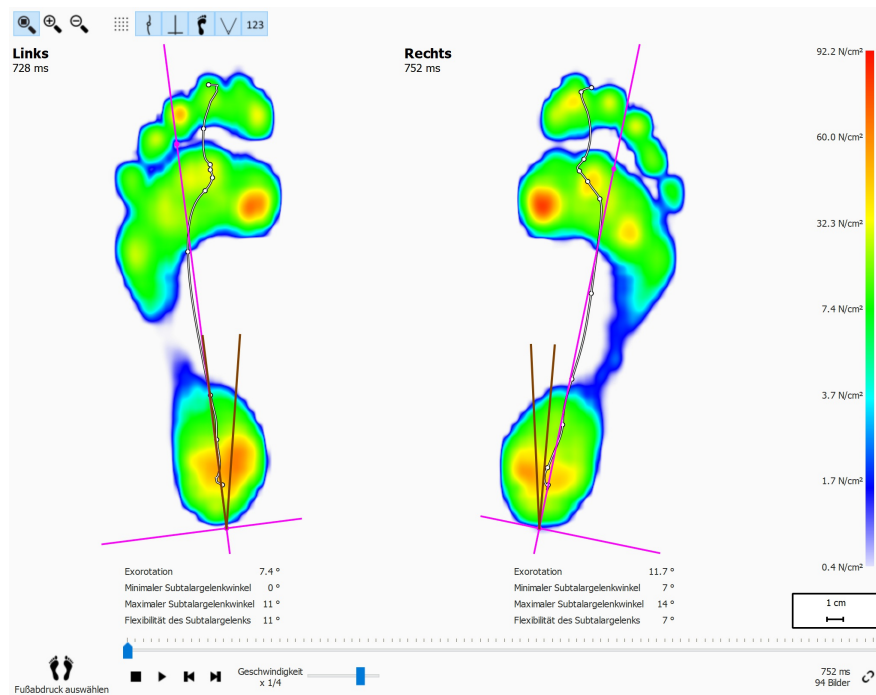 123
Links
728 ms
Rechts
752 ms
92.2 N/cm²
60.0 N/cm²
32.3 N/cm²
7.4 N/cm²
3.7 N/cm²
1.7 N/cm²
0.4 N/cm²
Exorotation 7.4 °
Minimaler Subtalargelenkwinkel 0 °
Maximaler Subtalargelenkwinkel 11 °
Flexibilität des Subtalargelenks 11 °
Exorotation 11.7 °
Minimaler Subtalargelenkwinkel 7 °
Maximaler Subtalargelenkwinkel 14 °
Flexibilität des Subtalargelenks 7 °
1 cm
Fußabdruck auswählen
Geschwindigkeit
x 1/4
752 ms
94 Bilder